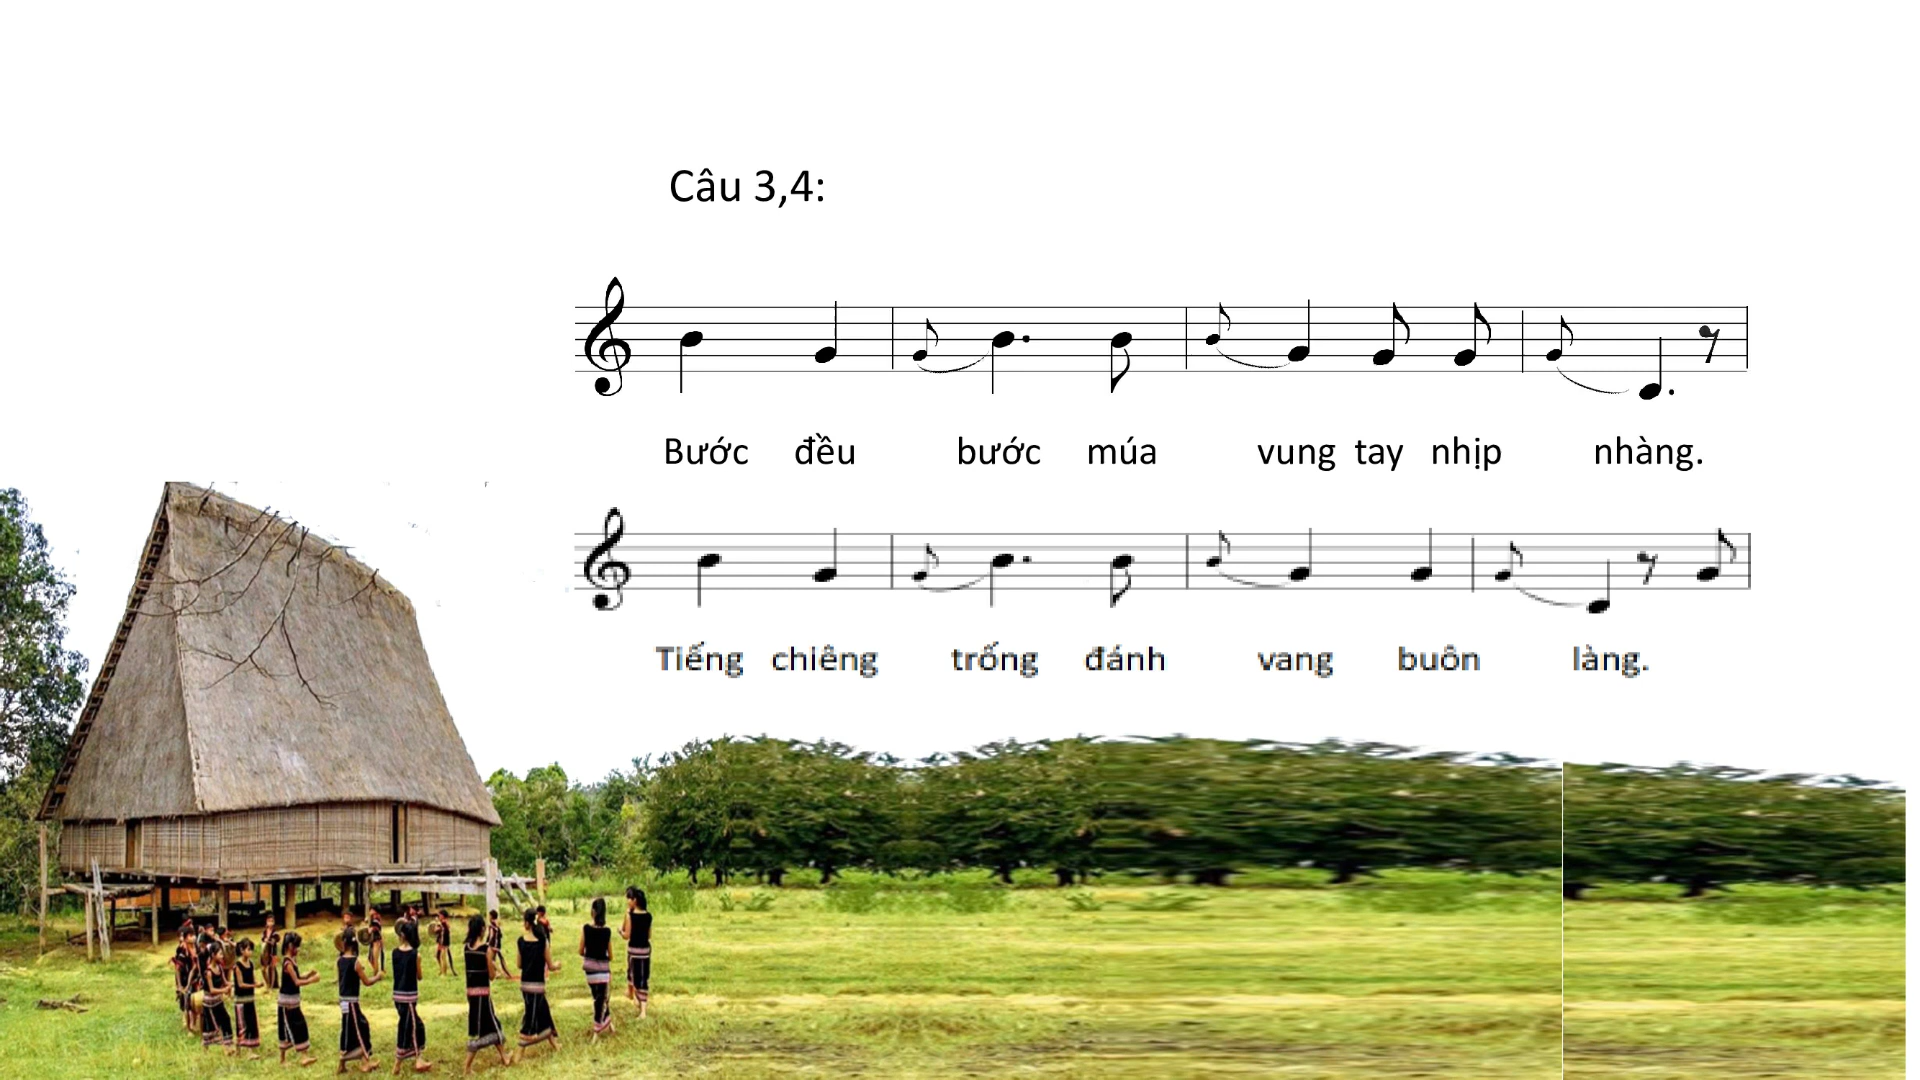 Câu 3,4:
Bước đều bước múa vung tay nhịp nhàng.
Tiếng chiêng trống đánh vang buôn làng.